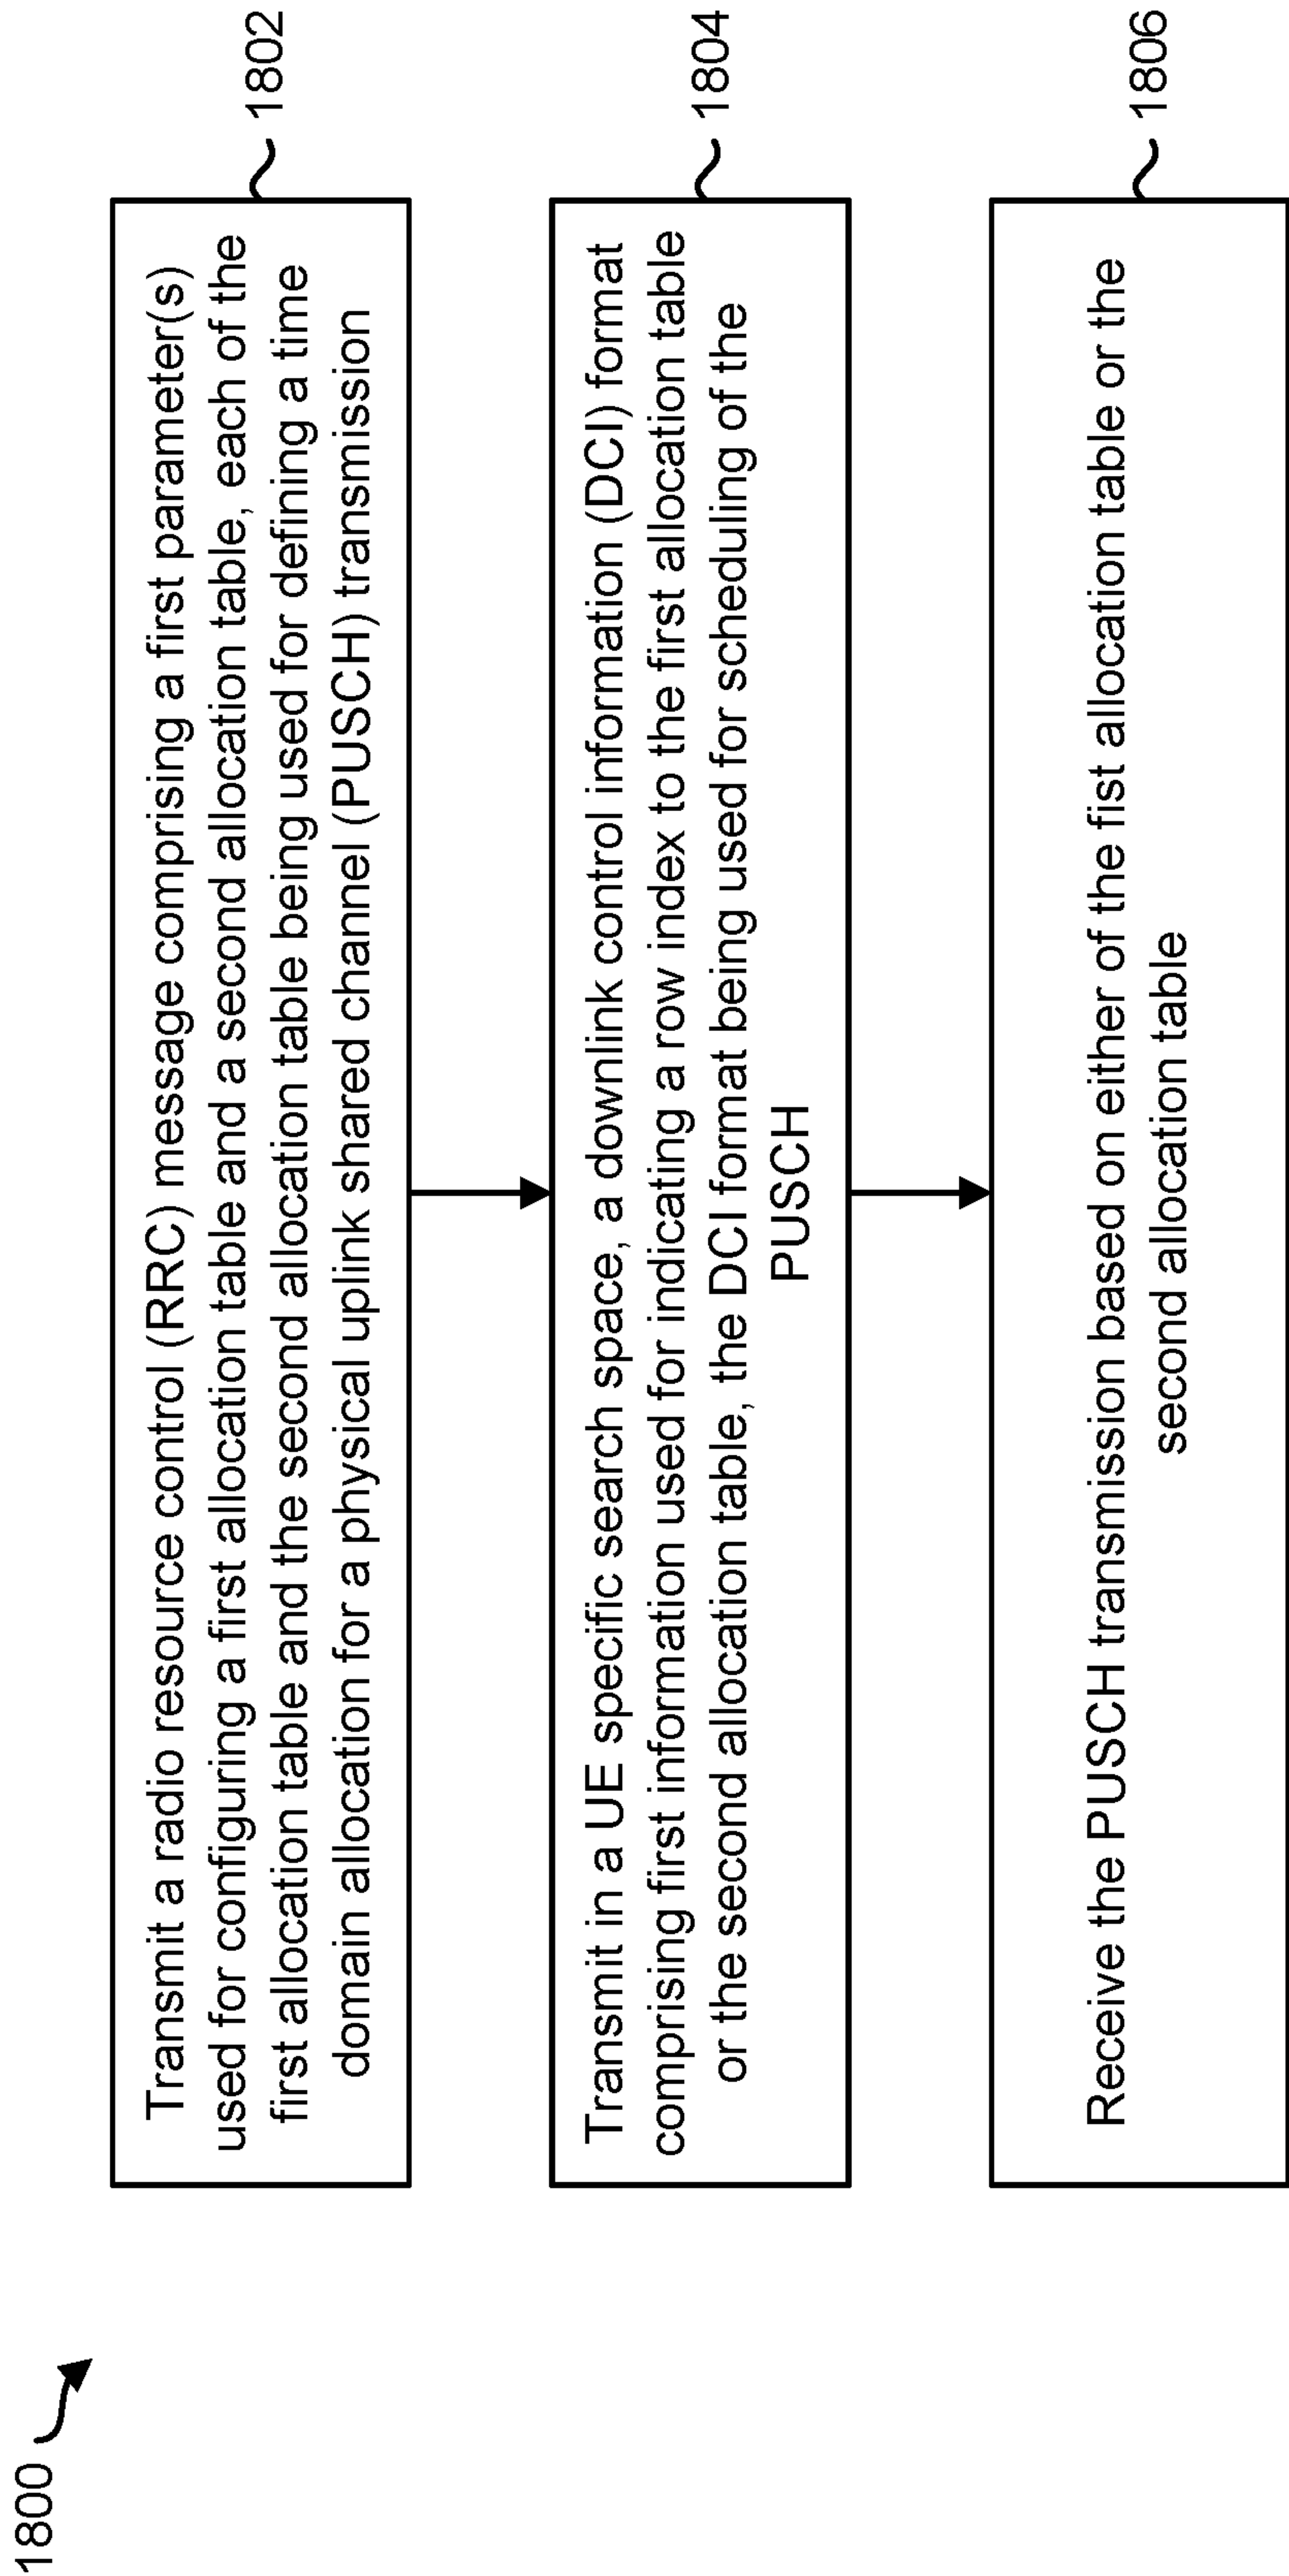 1800
Transmit a radio resource control (RRC) message comprising a first parameter(s)
used for configuring a first allocation table and a second allocation table, each of the
first allocation table and the second allocation table being used for defining a time
domain allocation for a physical uplink shared channel (PUSCH) transmission
1802
Transmit in a UE specific search space, a downlink control information (DCI) format
comprising first information used for indicating a row index to the first allocation table
or the second allocation table, the DCI format being used for scheduling of the
PUSCH
1804
Receive the PUSCH transmission based on either of the fist allocation table or the
second allocation table
1806